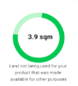 3.9 sqm
Land not being used for your
product that was made
available for other purposes